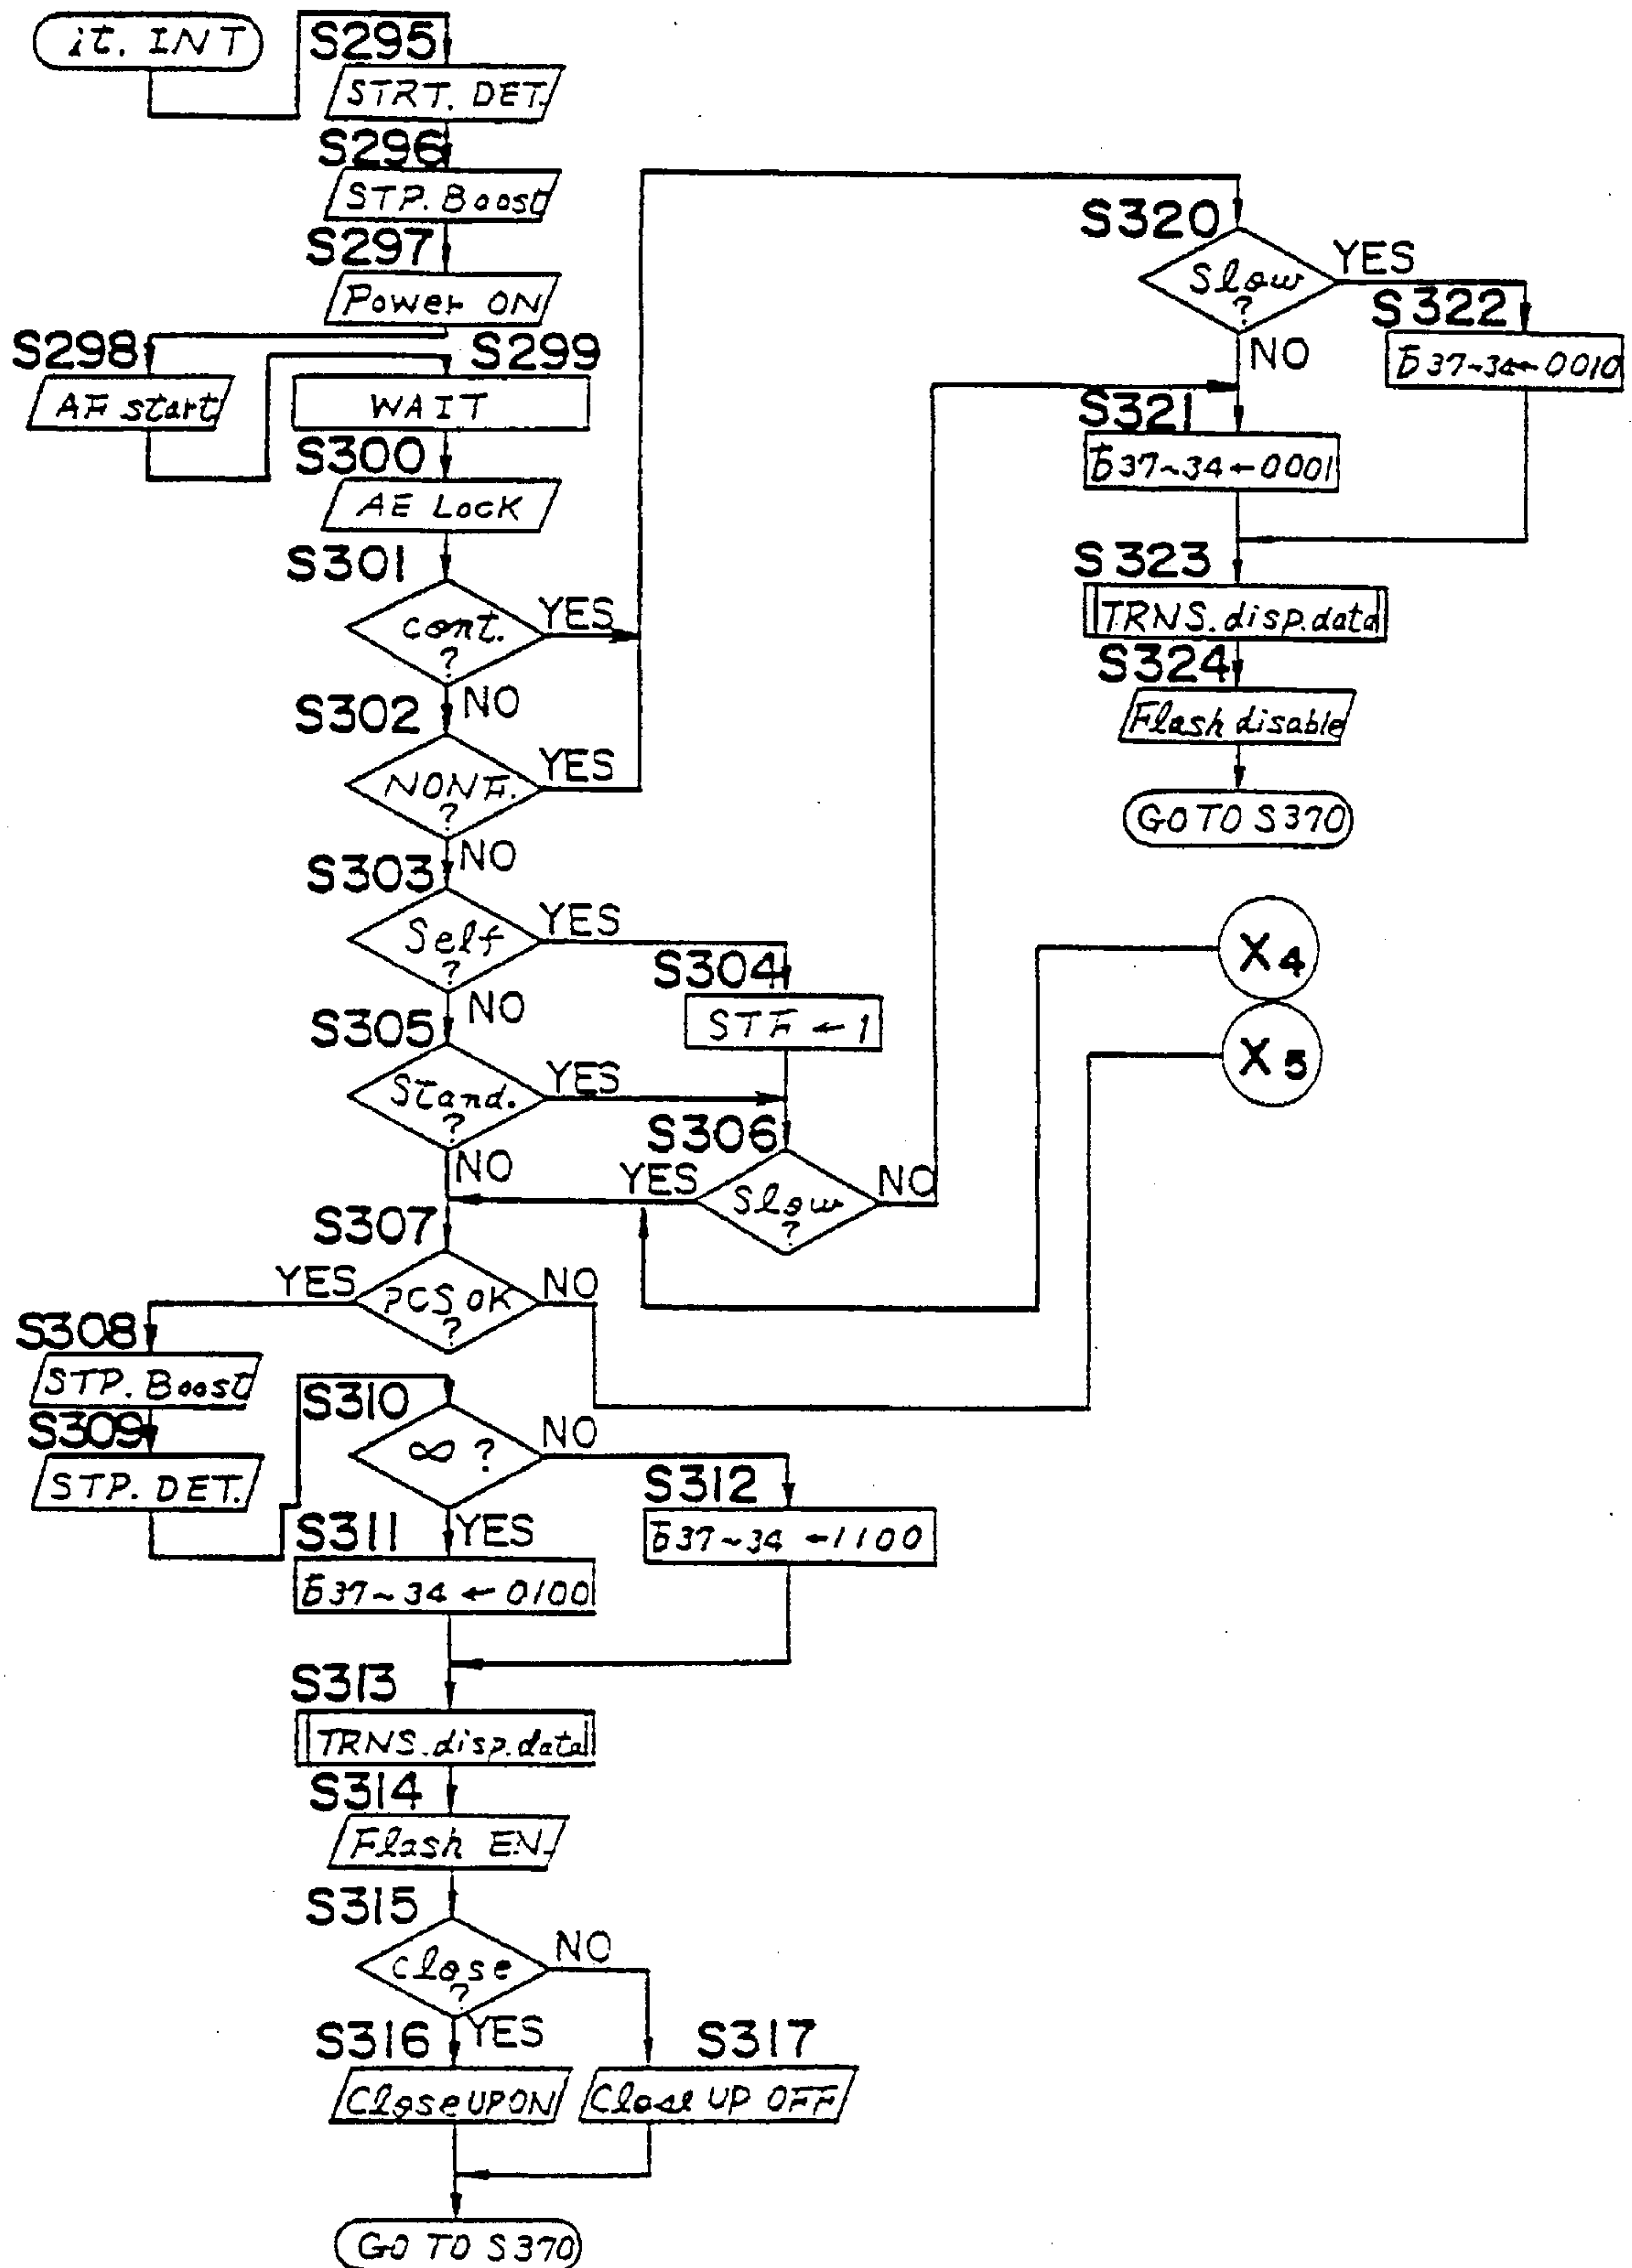 it. INT
S295
STRT. DET.
S296
STP. Boost
S297
Power ON
S298
AF start
S299
WAIT
S300
AE LocK
S301
cont.
?
YES
NO
S302
NONF.
?
YES
NO
S303
Self
?
YES
NO
S304
STF ← 1
S305
Stand.
?
YES
NO
S306
Slow
?
YES
NO
S307
PCS OK
?
YES
NO
S308
STP. Boost
S309
STP. DET.
S310
∞ ?
NO
YES
S311
b37~34 ← 0100
S312
b37~34 ←1100
S313
TRNS.disp.data
S314
Flash EN.
S315
close
?
NO
YES
S316
Close UP ON
S317
Close UP OFF
GO TO S370
S320
Slow
?
YES
NO
S322
b37~34←0010
S321
b37~34←0001
S323
TRNS.disp.data
S324
Flash disable
GO TO S370
X4
X5